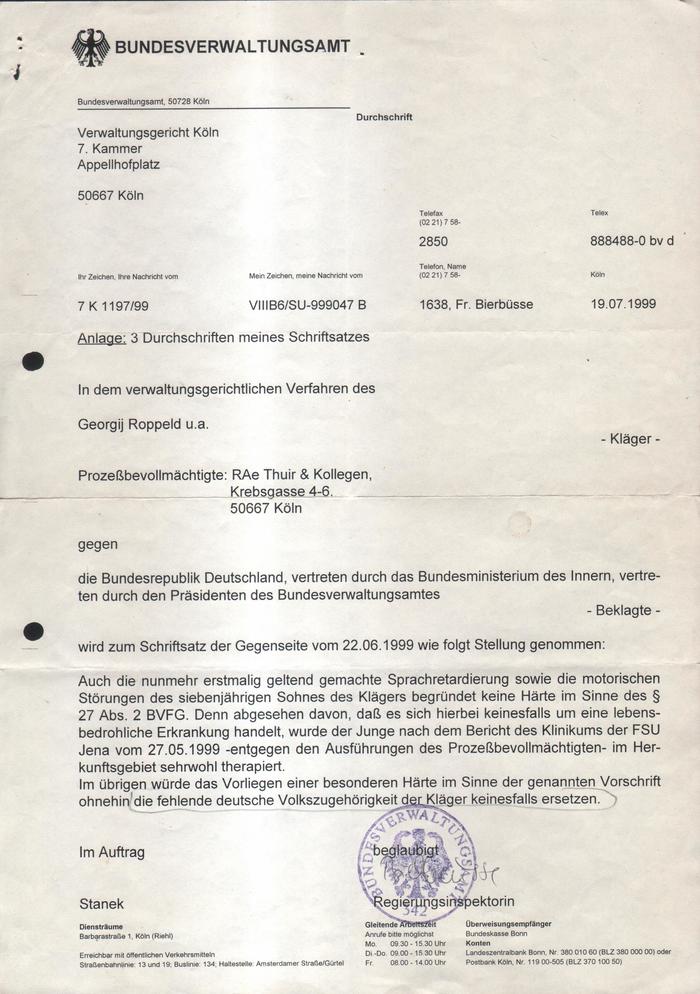 BUNDESVERWALTUNGSAMT
Bundesverwaltungsamt, 50728 Köln
Durchschrift
Verwaltungsgericht Köln
7. Kammer
Appellhofplatz
50667 Köln
Telefax
(02 21) 7 58-
2850
Telex
888488-0 bv d
Ihr Zeichen, Ihre Nachricht vom
7 K 1197/99
Mein Zeichen, meine Nachricht vom
VIIIB6/SU-999047 B
Telefon, Name
(02 21) 7 58-
1638, Fr. Bierbüsse
Köln
19.07.1999
Anlage: 3 Durchschriften meines Schriftsatzes
In dem verwaltungsgerichtlichen Verfahren des
Georgij Roppeld u.a.
- Kläger -
Prozeßbevollmächtigte: RAe Thuir & Kollegen,
Krebsgasse 4-6.
50667 Köln
gegen
die Bundesrepublik Deutschland, vertreten durch das Bundesministerium des Innern, vertre-
ten durch den Präsidenten des Bundesverwaltungsamtes
- Beklagte -
wird zum Schriftsatz der Gegenseite vom 22.06.1999 wie folgt Stellung genommen:
Auch die nunmehr erstmalig geltend gemachte Sprachretardierung sowie die motorischen
Störungen des siebenjährigen Sohnes des Klägers begründet keine Härte im Sinne des §
27 Abs. 2 BVFG. Denn abgesehen davon, daß es sich hierbei keinesfalls um eine lebens-
bedrohliche Erkrankung handelt, wurde der Junge nach dem Bericht des Klinikums der FSU
Jena vom 27.05.1999 -entgegen den Ausführungen des Prozeßbevollmächtigten- im Her-
kunftsgebiet sehrwohl therapiert.
Im übrigen würde das Vorliegen einer besonderen Härte im Sinne der genannten Vorschrift
ohnehin die fehlende deutsche Volkszugehörigkeit der Kläger keinesfalls ersetzen.
Im Auftrag
Stanek
BUNDESVERWALTUNGSAMT
342
beglaubigt
Regierungsinspektorin
Diensträume
Barbarastraße 1, Köln (Riehl)
Erreichbar mit öffentlichen Verkehrsmitteln
Straßenbahnlinie: 13 und 19; Buslinie: 134; Haltestelle: Amsterdamer Straße/Gürtel
Gleitende Arbeitszeit
Anrufe bitte möglichst
Mo. 09.30 - 15.30 Uhr
Di.-Do. 09.00 - 15.30 Uhr
Fr. 08.00 - 14.00 Uhr
Überweisungsempfänger
Bundeskasse Bonn
Konten
Landeszentralbank Bonn, Nr. 380 010 60 (BLZ 380 000 00) oder
Postbank Köln, Nr. 119 00-505 (BLZ 370 100 50)